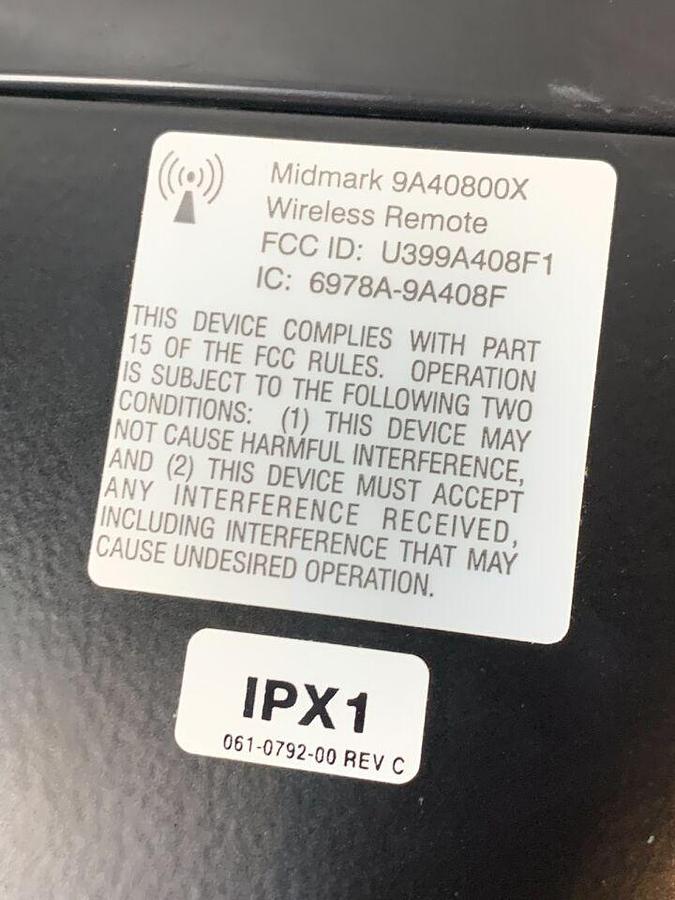 Midmark 9A40800X
Wireless Remote
FCC ID: U399A408F1
IC: 6978A-9A408F
THIS DEVICE COMPLIES WITH PART
15 OF THE FCC RULES. OPERATION
IS SUBJECT TO THE FOLLOWING TWO
CONDITIONS: (1) THIS DEVICE MAY
NOT CAUSE HARMFUL INTERFERENCE,
AND (2) THIS DEVICE MUST ACCEPT
ANY INTERFERENCE RECEIVED,
INCLUDING INTERFERENCE THAT MAY
CAUSE UNDESIRED OPERATION.
IPX1
061-0792-00 REV C